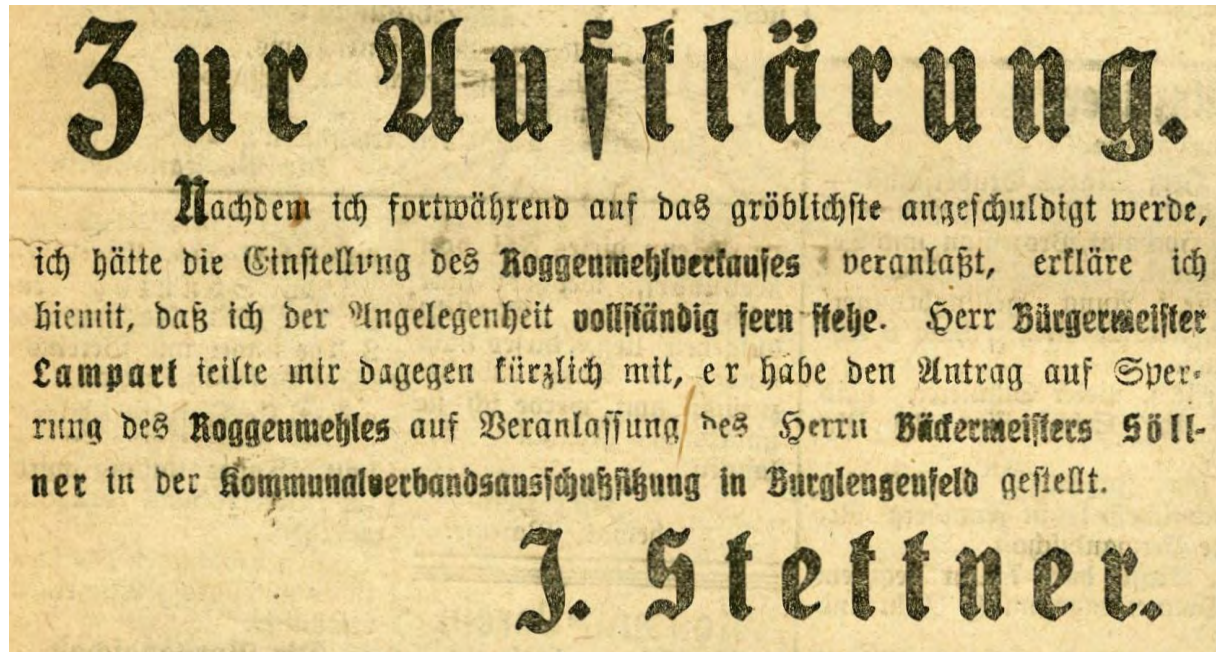 Zur Aufklärung.
Nachdem ich fortwährend auf das gröblichste angeschuldigt werde,
ich hätte die Einstellung des Roggenmehlverkaufes veranlaßt, erkläre ich
hiemit, daß ich der Angelegenheit vollständig fern stehe. Herr Bürgermeister
Lampart teilte mir dagegen kürzlich mit, er habe den Antrag auf Sper-
rung des Roggenmehles auf Veranlassung des Herrn Bäckermeisters Söll-
ner in der Kommunalverbandsausschußsitzung in Burglengenfeld gestellt.
J. Stettner.